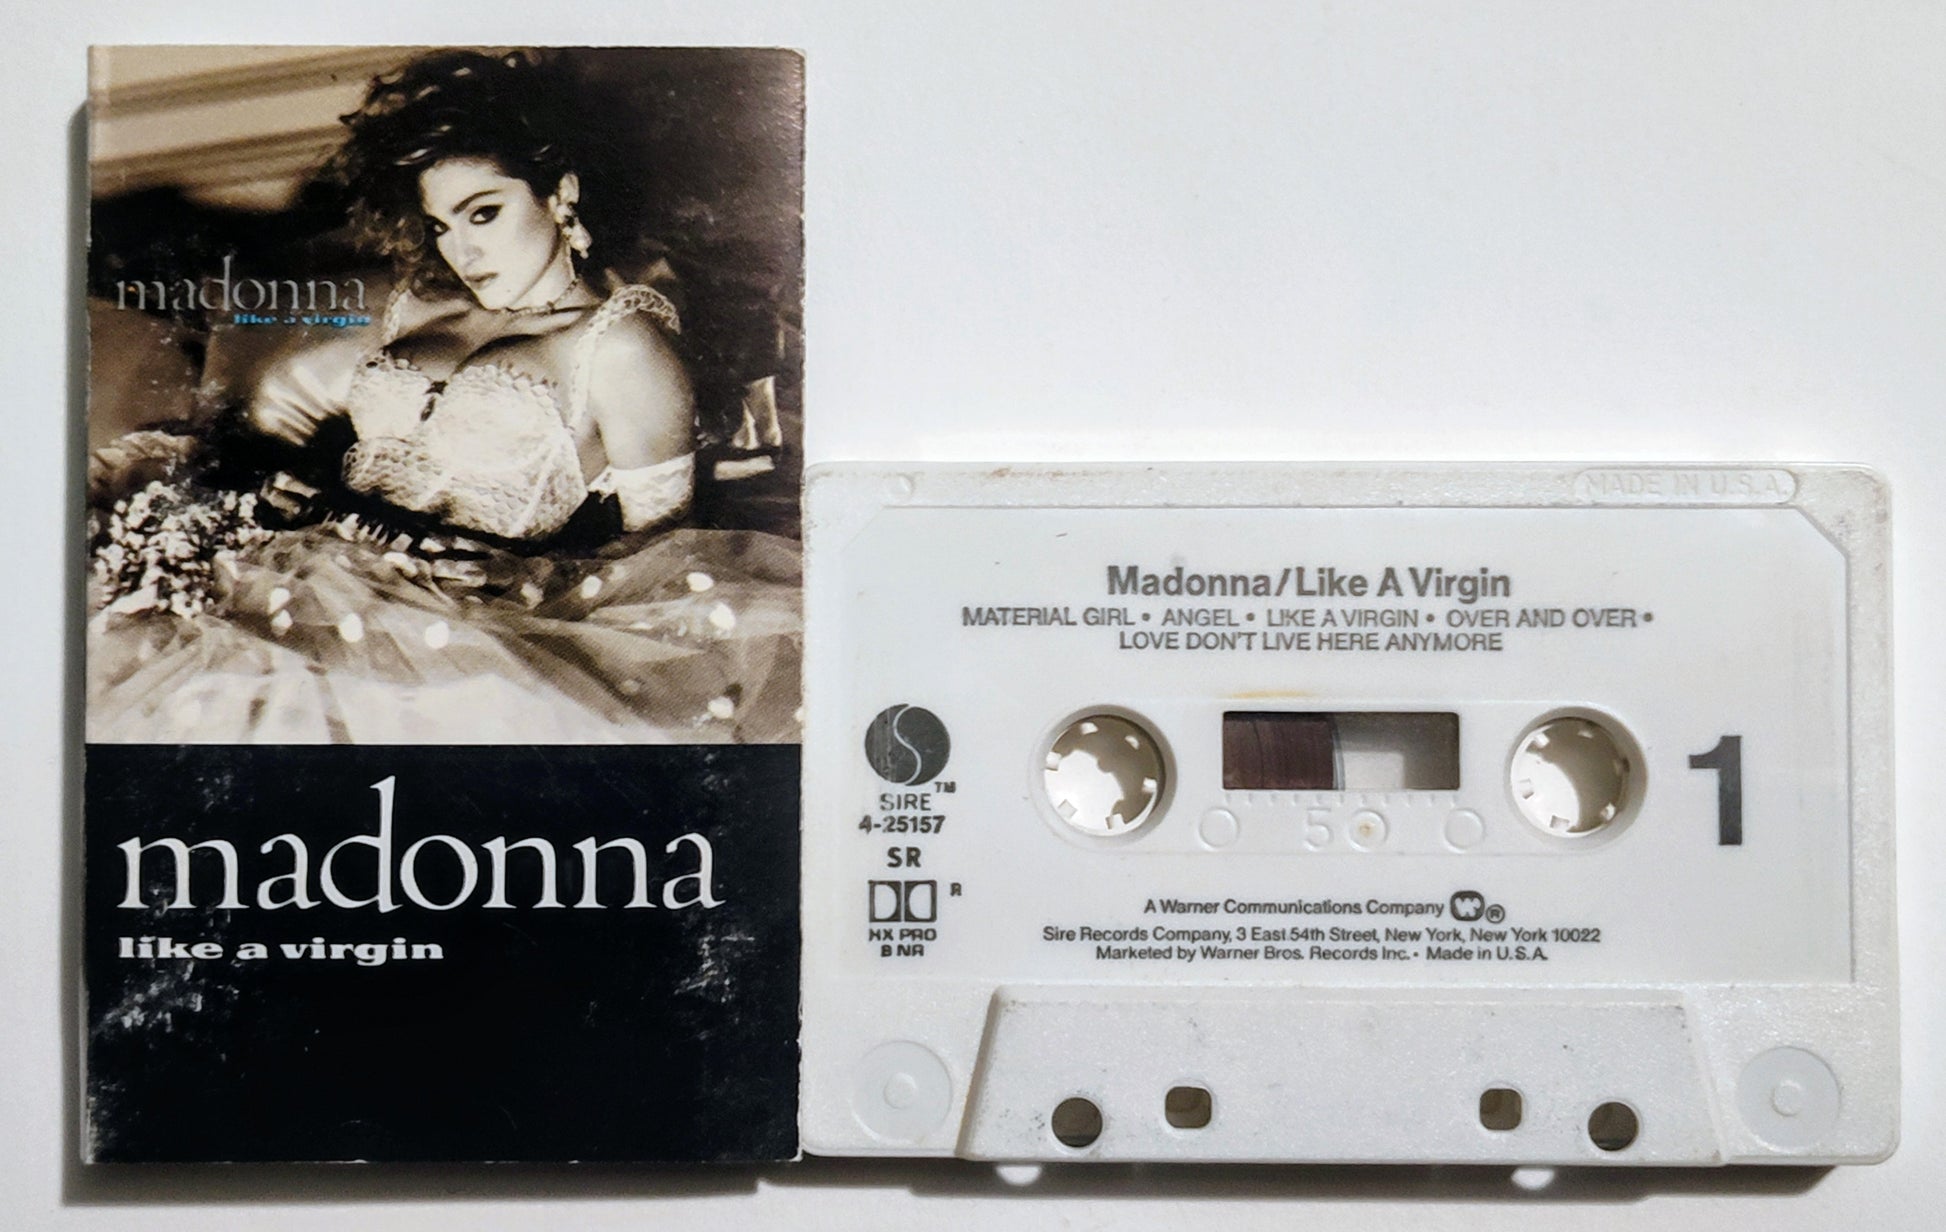 madonna
like a virgin
madonna
like a virgin
MADE IN U.S.A.
Madonna/Like A Virgin
MATERIAL GIRL • ANGEL • LIKE A VIRGIN • OVER AND OVER •
LOVE DON'T LIVE HERE ANYMORE
SIRE TM
4-25157
SR
R
HX PRO
B NR
50
1
A Warner Communications Company W ®
Sire Records Company, 3 East 54th Street, New York, New York 10022
Marketed by Warner Bros. Records Inc. • Made in U.S.A.